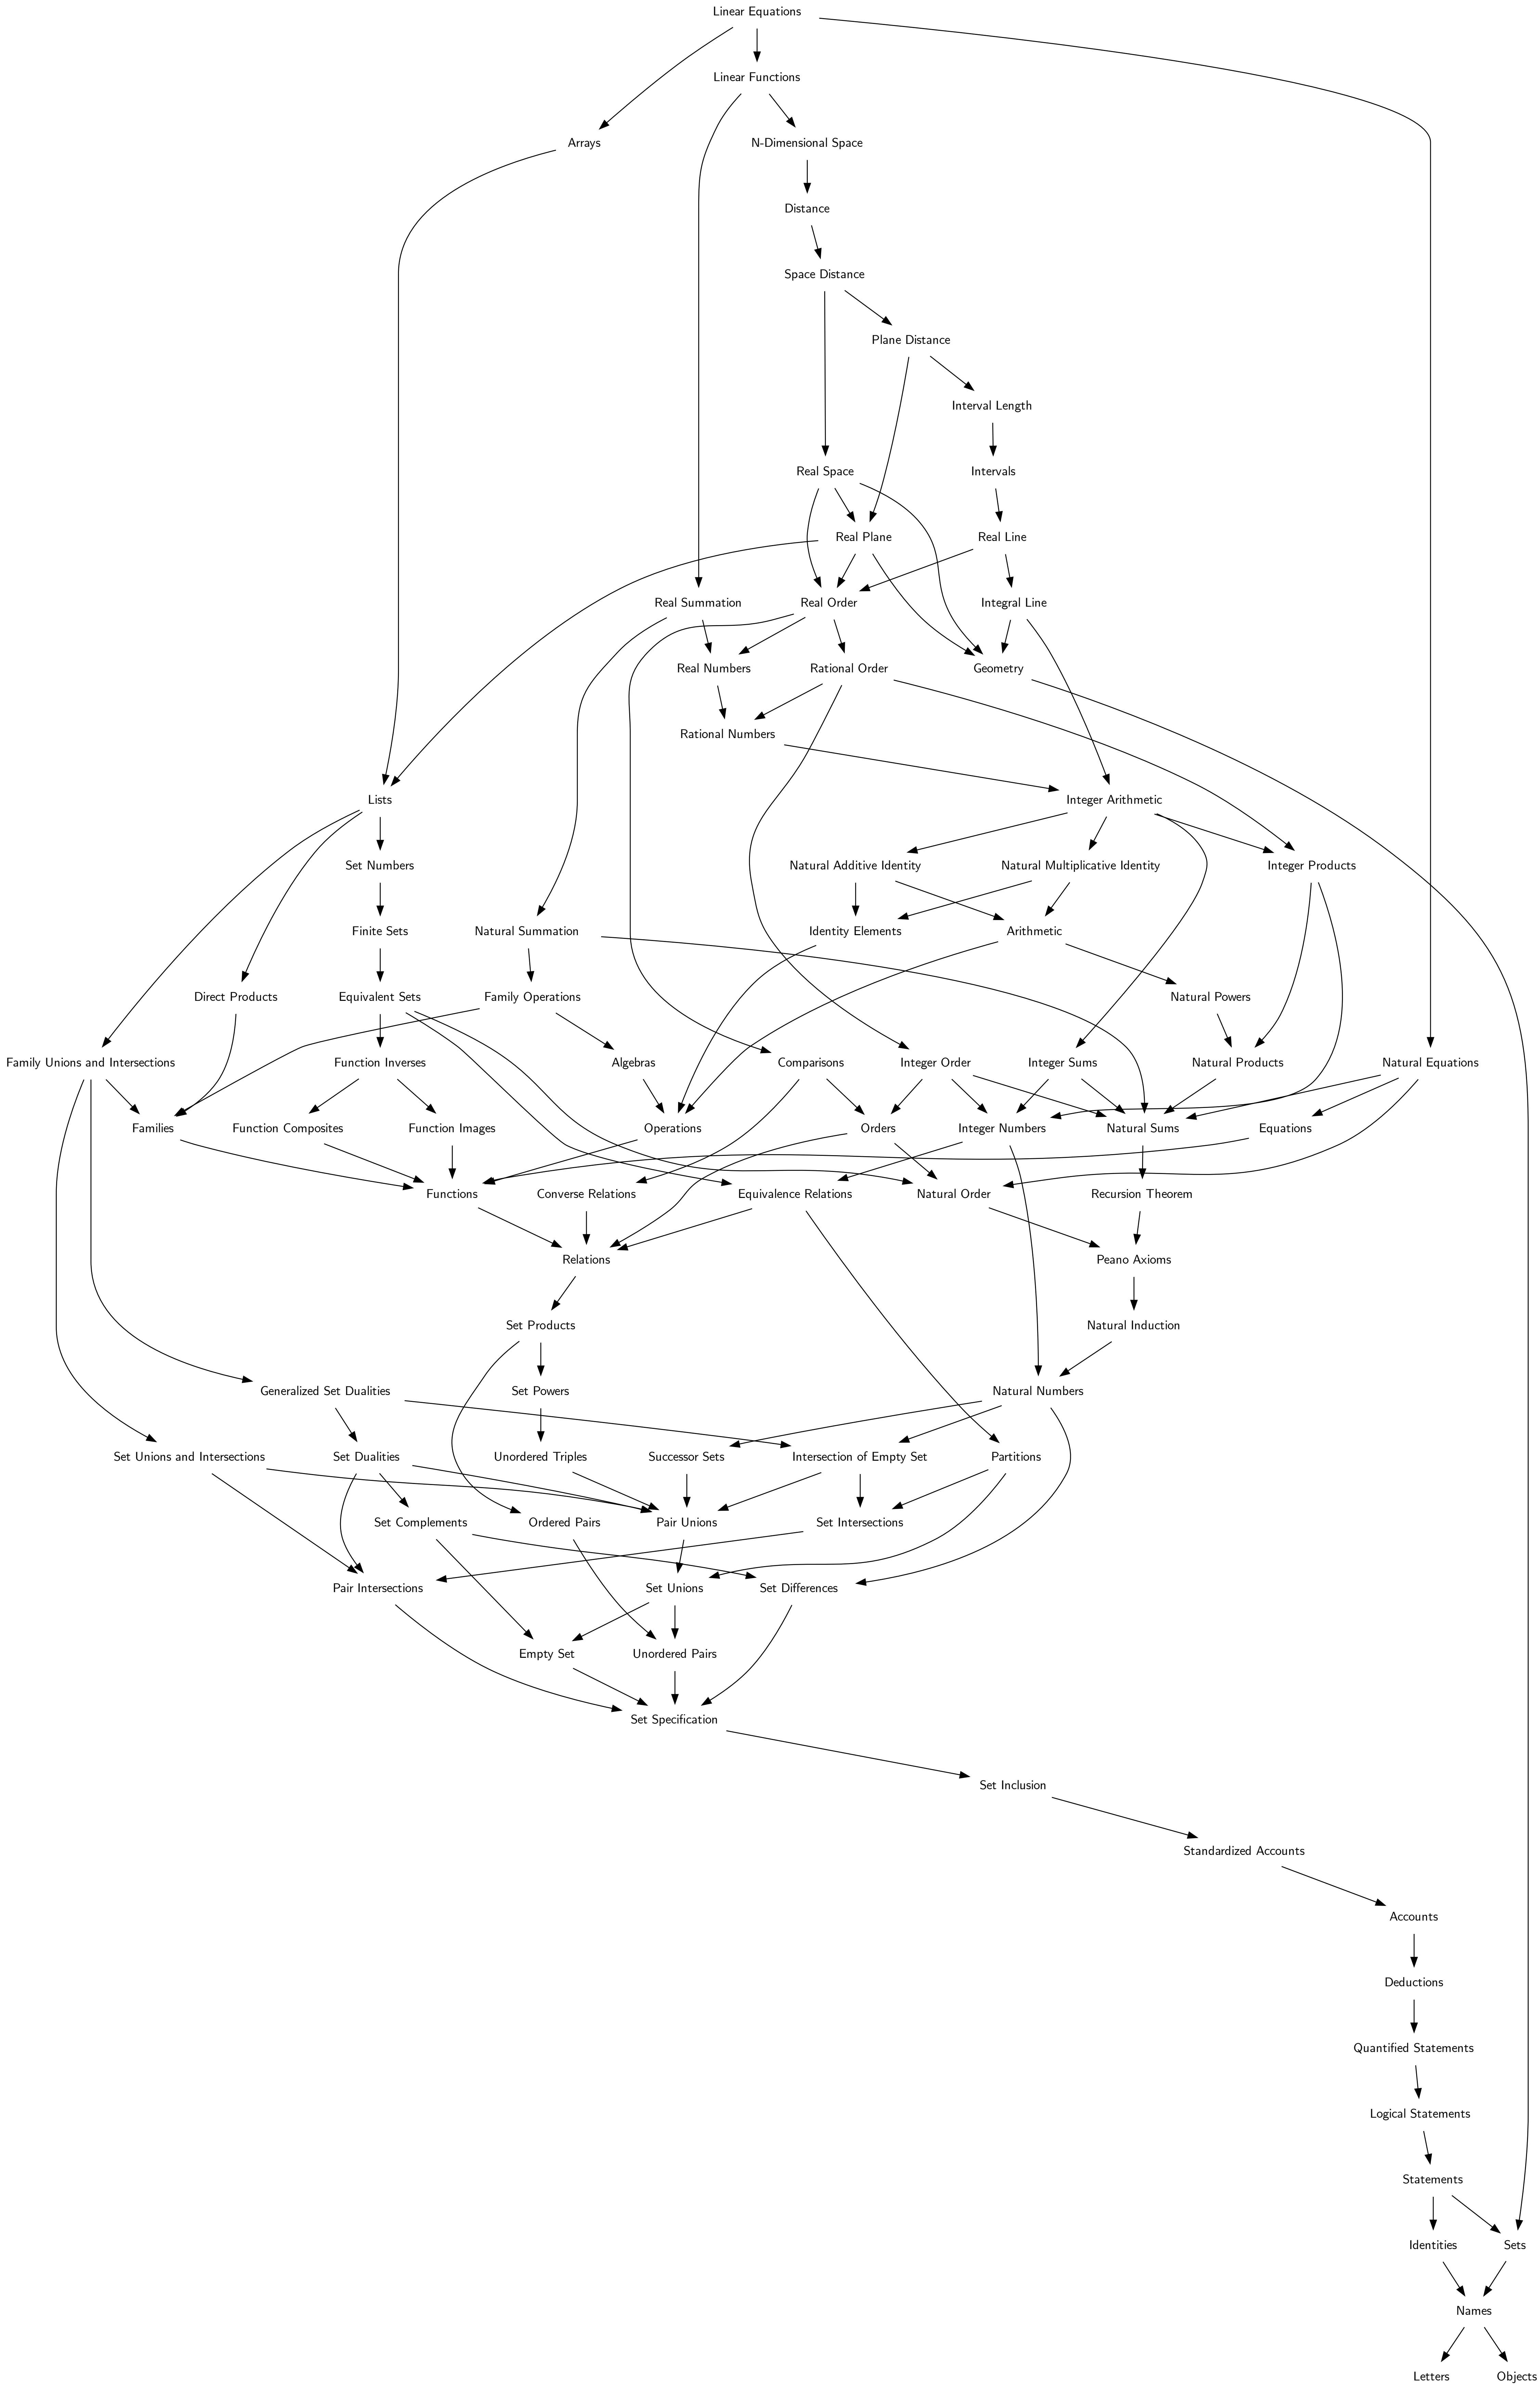 Linear Equations
Linear Functions
Arrays
N-Dimensional Space
Distance
Space Distance
Plane Distance
Interval Length
Real Space
Intervals
Real Plane
Real Line
Real Summation
Real Order
Integral Line
Real Numbers
Rational Order
Geometry
Rational Numbers
Lists
Integer Arithmetic
Set Numbers
Natural Additive Identity
Natural Multiplicative Identity
Integer Products
Finite Sets
Natural Summation
Identity Elements
Arithmetic
Direct Products
Equivalent Sets
Family Operations
Natural Powers
Family Unions and Intersections
Function Inverses
Algebras
Comparisons
Integer Order
Integer Sums
Natural Products
Natural Equations
Families
Function Composites
Function Images
Operations
Orders
Integer Numbers
Natural Sums
Equations
Functions
Converse Relations
Equivalence Relations
Natural Order
Recursion Theorem
Relations
Peano Axioms
Set Products
Natural Induction
Generalized Set Dualities
Set Powers
Natural Numbers
Set Unions and Intersections
Set Dualities
Unordered Triples
Successor Sets
Intersection of Empty Set
Partitions
Set Complements
Ordered Pairs
Pair Unions
Set Intersections
Pair Intersections
Set Unions
Set Differences
Empty Set
Unordered Pairs
Set Specification
Set Inclusion
Standardized Accounts
Accounts
Deductions
Quantified Statements
Logical Statements
Statements
Identities
Sets
Names
Letters
Objects